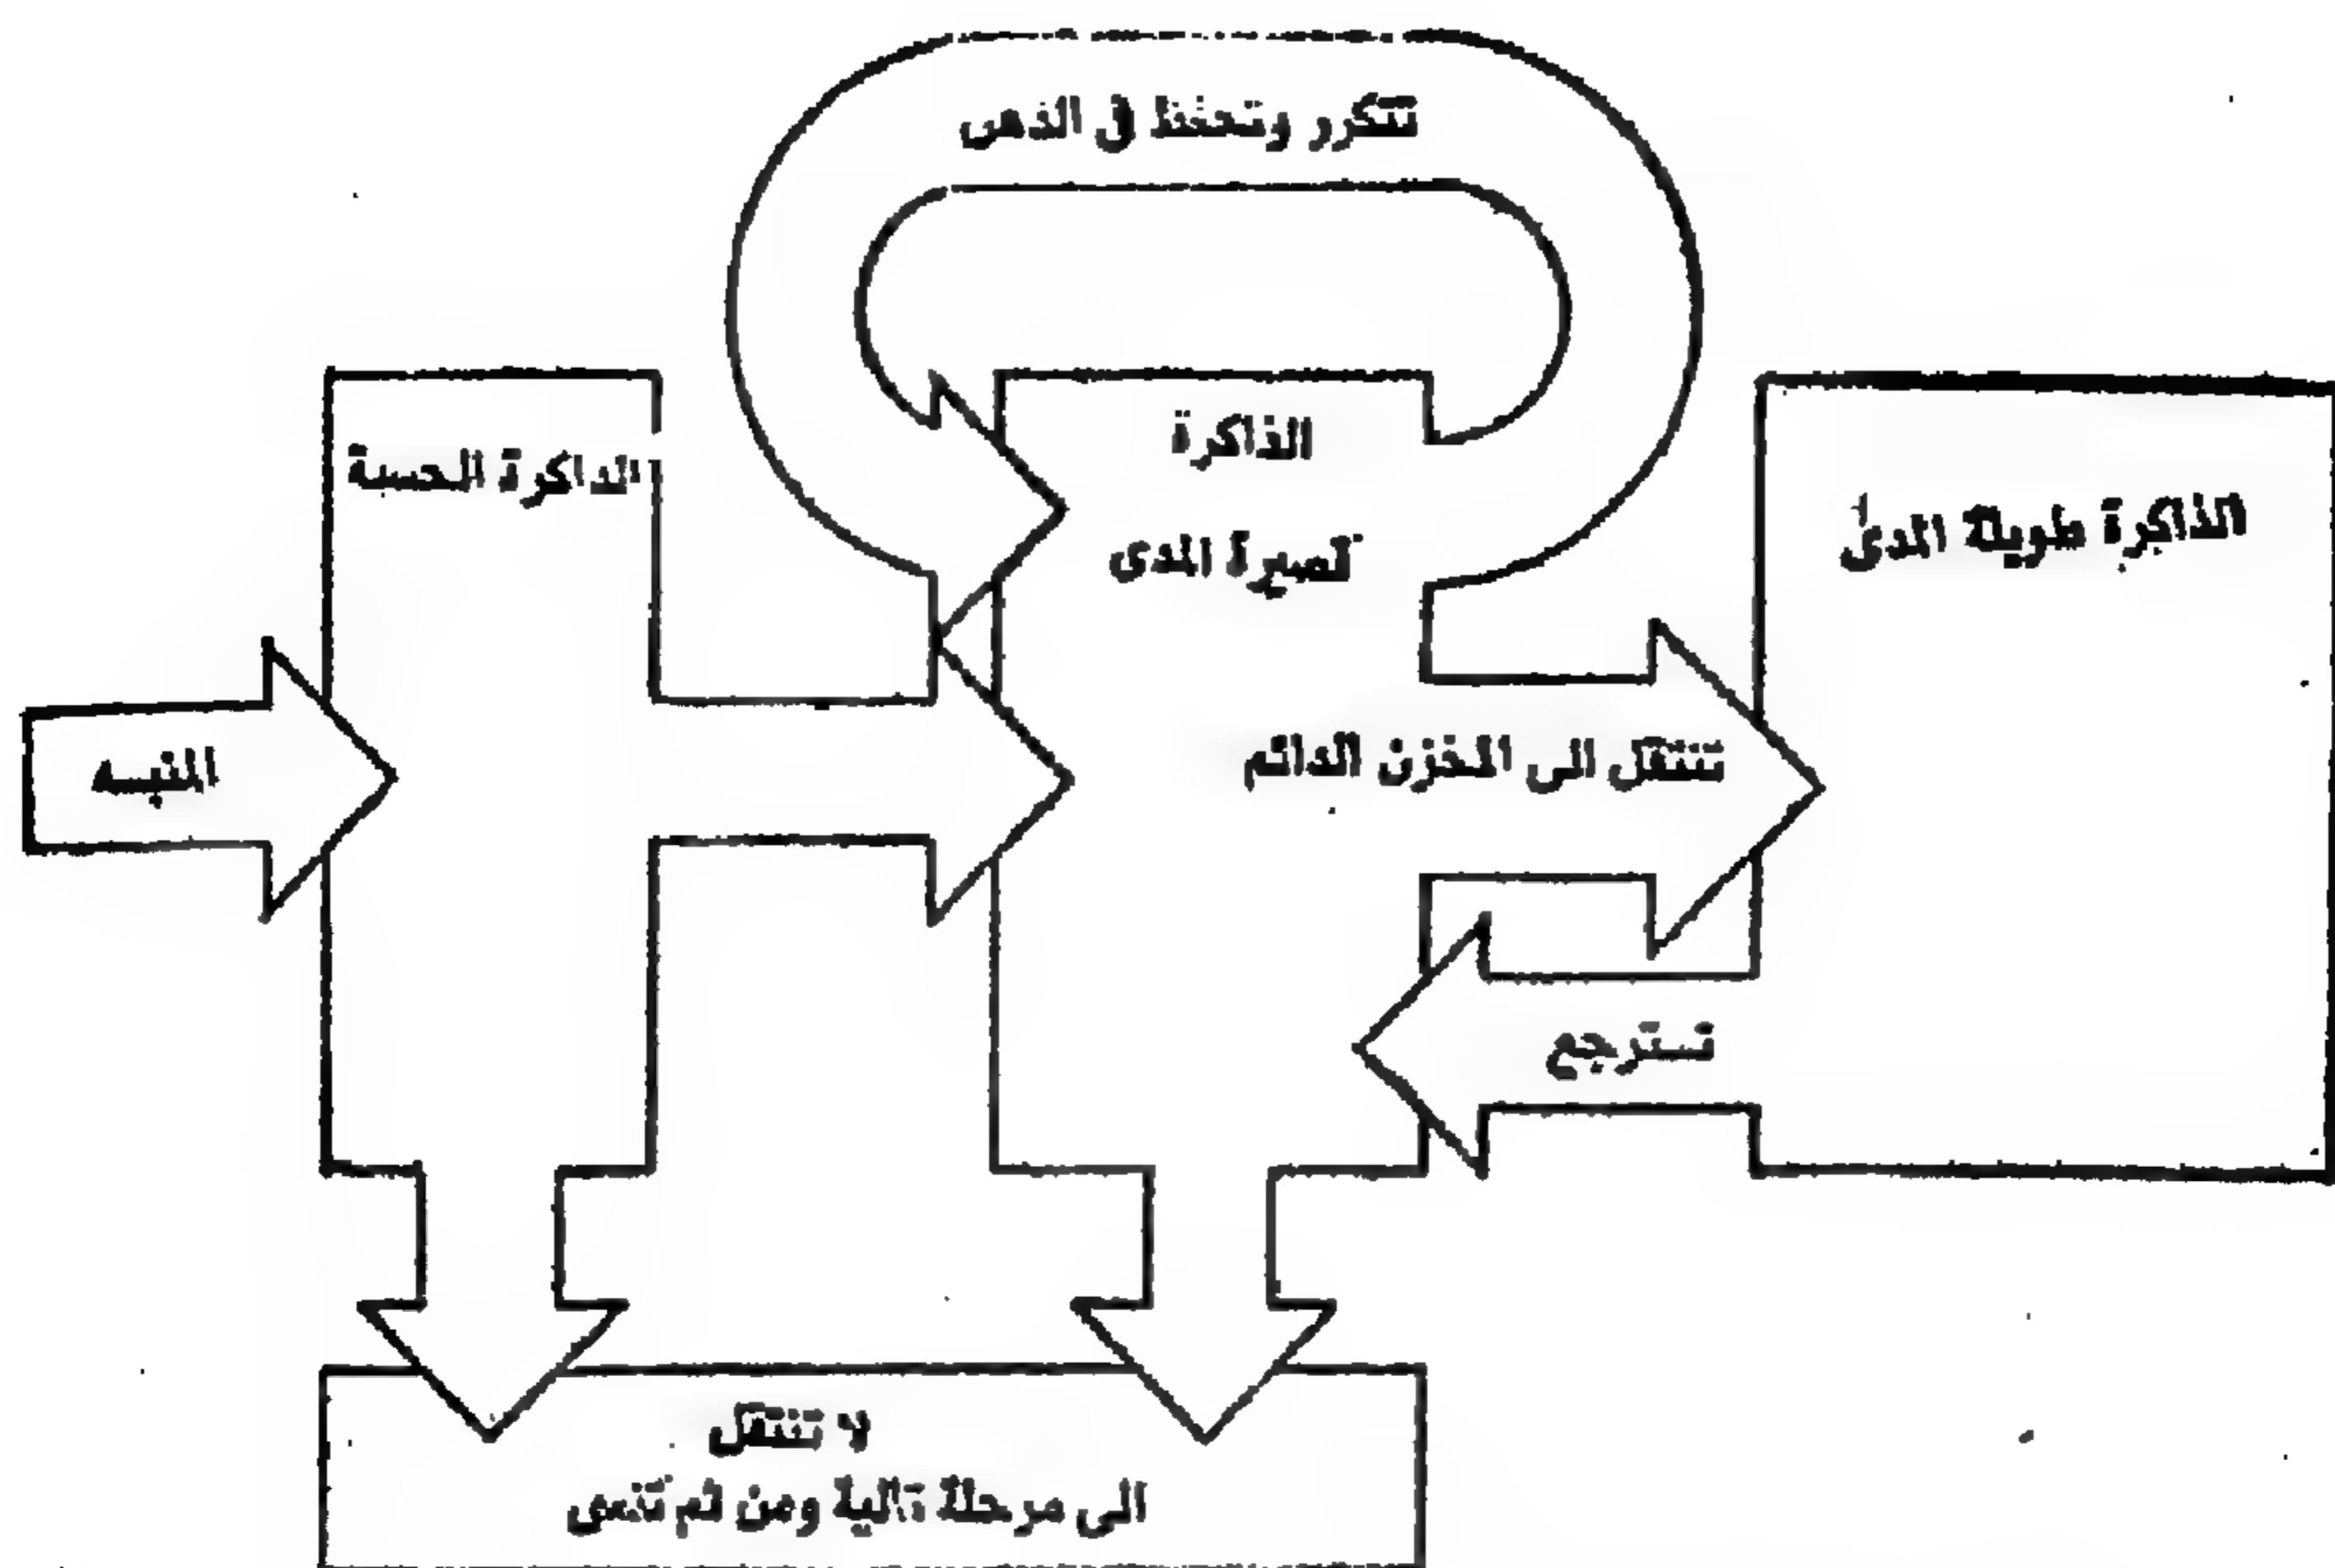 تتكرر وتحفظ فى الذهن
الذاكرة الحسية
الذاكرة
قصيرة المدى
الذاكرة طويلة المدى
المنبه
تنتقل الى المخزن الدائم
تسترجع
لا تنتقل
الى مرحلة تالية ومن ثم تنسى